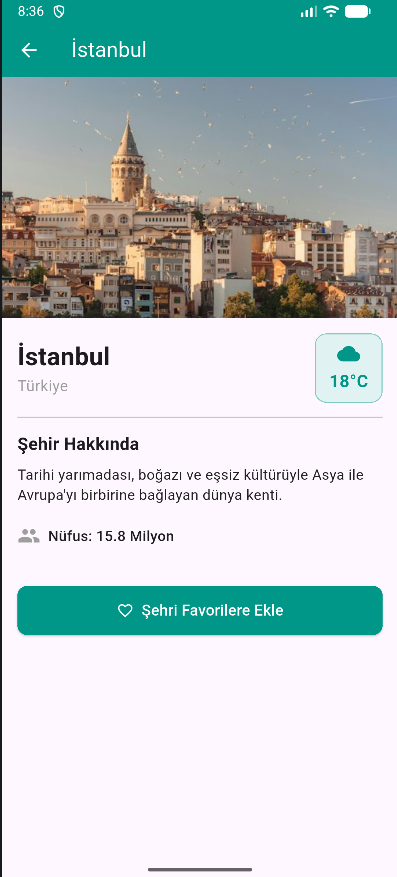 8:36
İstanbul
İstanbul
Türkiye
18°C
Şehir Hakkında
Tarihi yarımadası, boğazı ve eşsiz kültürüyle Asya ile
Avrupa'yı birbirine bağlayan dünya kenti.
Nüfus: 15.8 Milyon
Şehri Favorilere Ekle